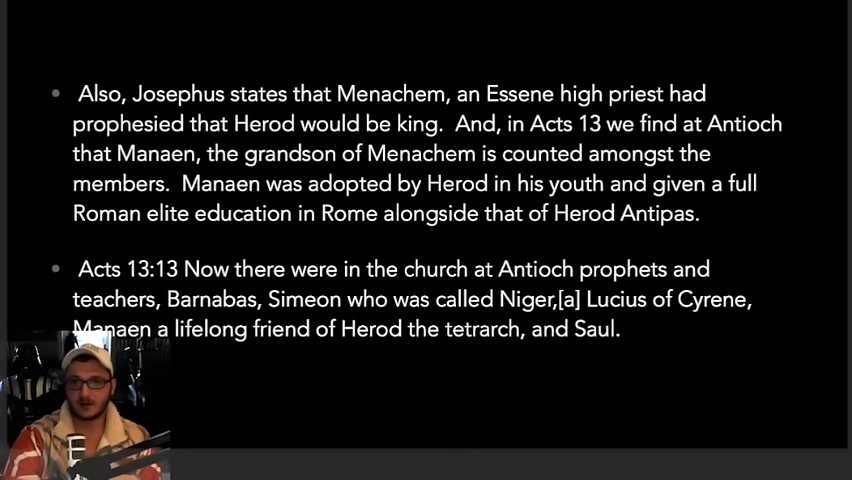 • Also, Josephus states that Menachem, an Essene high priest had
prophesied that Herod would be king. And, in Acts 13 we find at Antioch
that Manaen, the grandson of Menachem is counted amongst the
members. Manaen was adopted by Herod in his youth and given a full
Roman elite education in Rome alongside that of Herod Antipas.
• Acts 13:13 Now there were in the church at Antioch prophets and
teachers, Barnabas, Simeon who was called Niger,[a] Lucius of Cyrene,
Manaen a lifelong friend of Herod the tetrarch, and Saul.